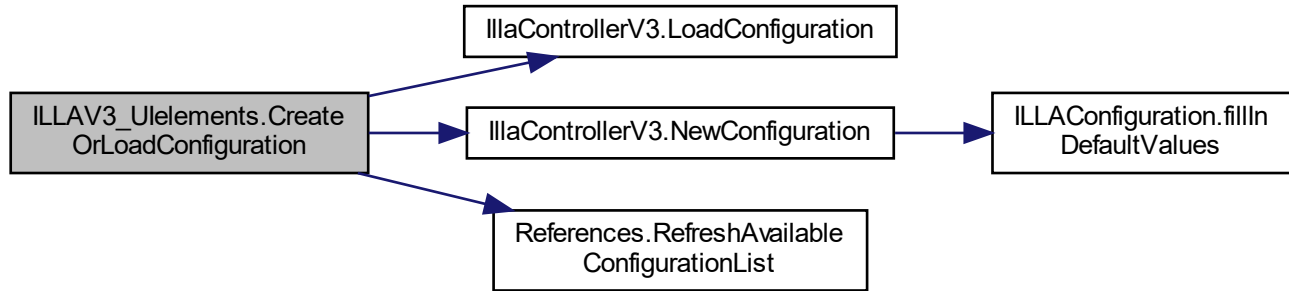 IllaControllerV3.LoadConfiguration
ILLAV3_UIelements.Create
OrLoadConfiguration
IllaControllerV3.NewConfiguration
ILLAConfiguration.fillIn
DefaultValues
References.RefreshAvailable
ConfigurationList